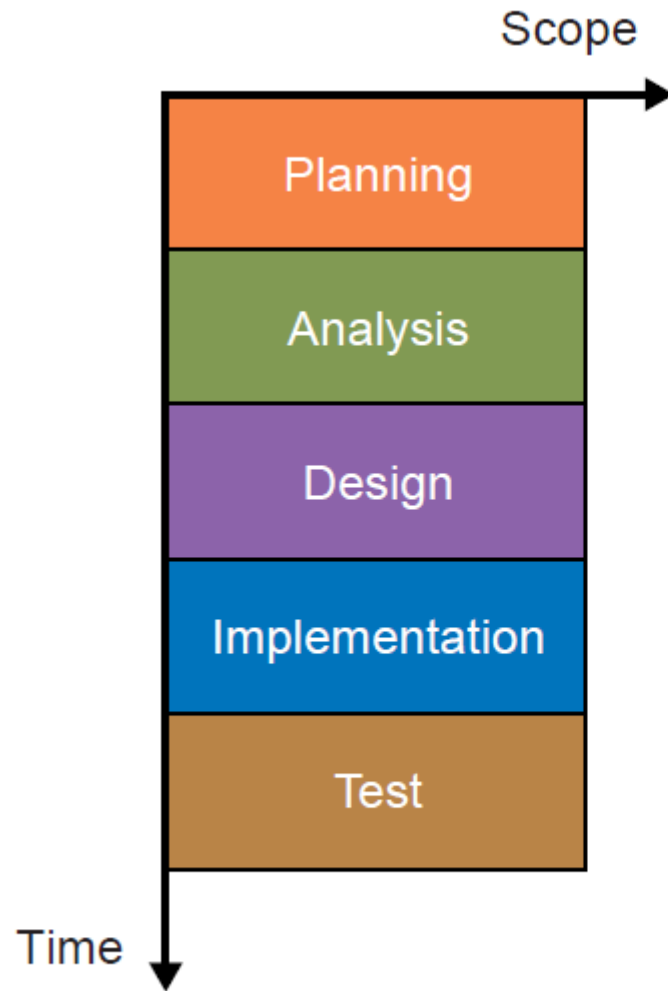 Scope
Planning
Analysis
Design
Implementation
Test
Time